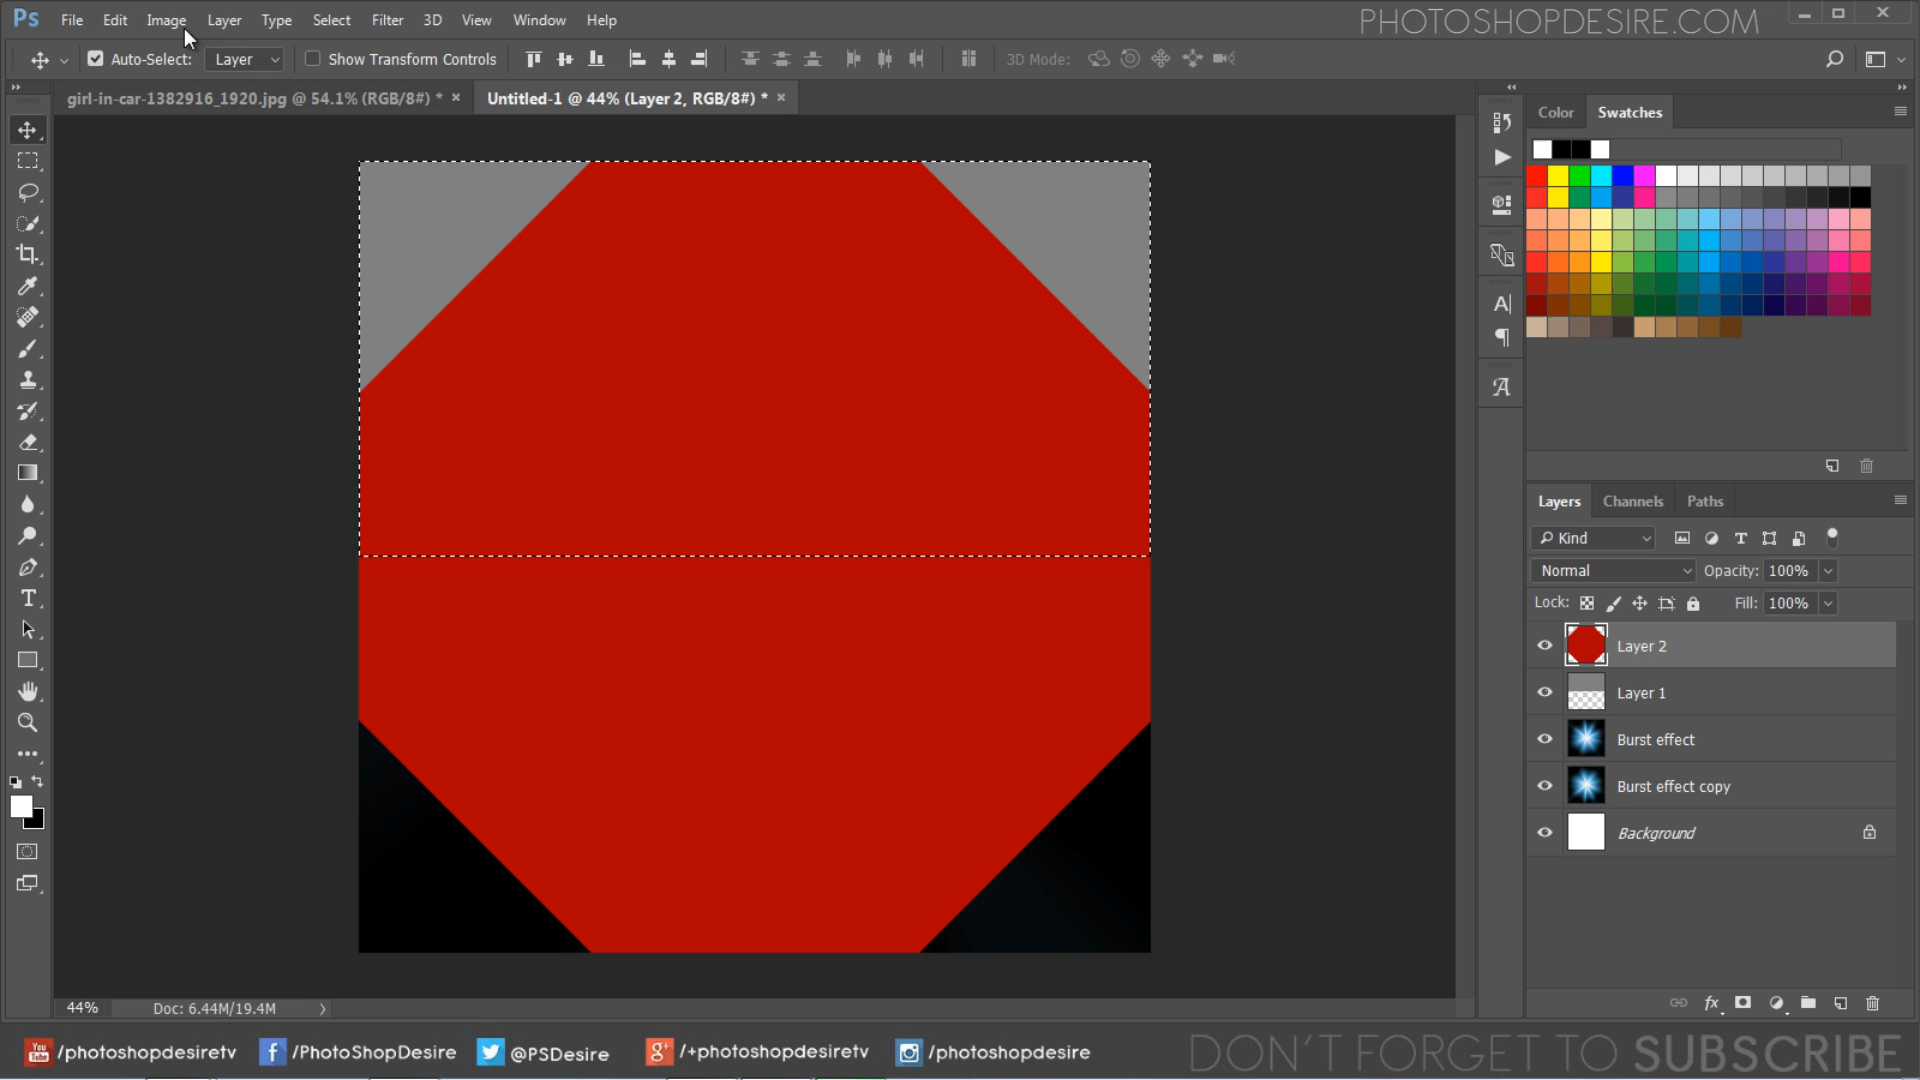 Ps File Edit Image Layer Type Select Filter 3D View Window Help PHOTOSHOPDESIRE.COM
Auto-Select: Layer Show Transform Controls 3D Mode:
girl-in-car-1382916_1920.jpg @ 54.1% (RGB/8#) * × Untitled-1 @ 44% (Layer 2, RGB/8#) * ×
Color Swatches
Layers Channels Paths
Kind
Normal Opacity: 100%
Lock: Fill: 100%
Layer 2
Layer 1
Burst effect
Burst effect copy
Background
44% Doc: 6.44M/19.4M
You Tube /photoshopdesiretv f /PhotoShopDesire @PSDesire g+ /+photoshopdesiretv /photoshopdesire DON'T FORGET TO SUBSCRIBE